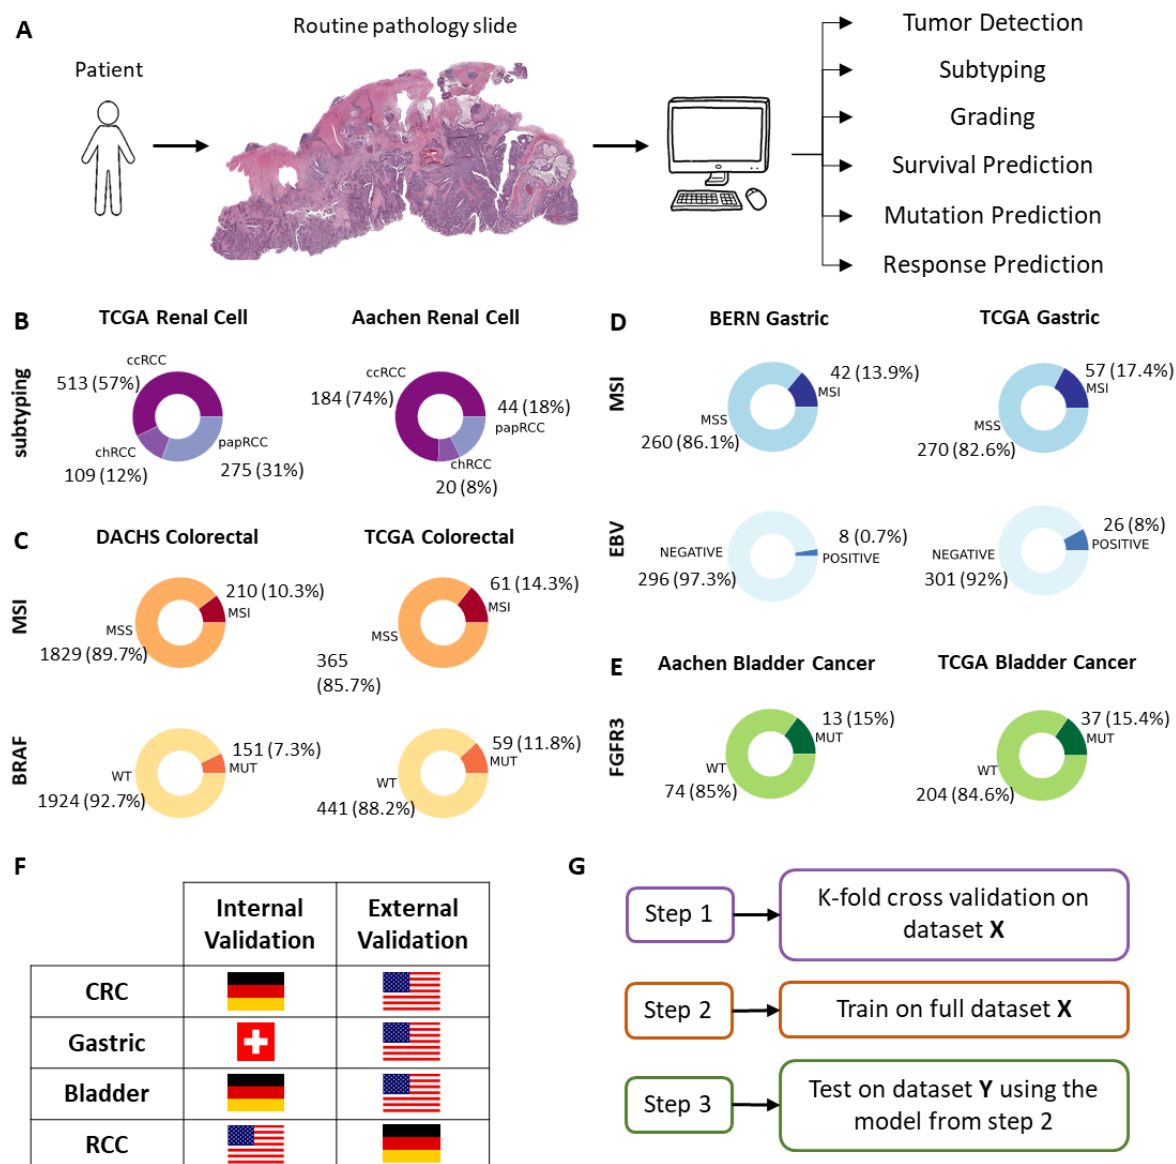 A
Routine pathology slide
Patient
Tumor Detection
Subtyping
Grading
Survival Prediction
Mutation Prediction
Response Prediction
B
TCGA Renal Cell
Aachen Renal Cell
subtyping
ccRCC
513 (57%)
chRCC
109 (12%)
papRCC
275 (31%)
ccRCC
184 (74%)
44 (18%)
papRCC
chRCC
20 (8%)
C
DACHS Colorectal
TCGA Colorectal
MSI
210 (10.3%)
MSI
MSS
1829 (89.7%)
61 (14.3%)
MSI
MSS
365
(85.7%)
BRAF
151 (7.3%)
MUT
WT
1924 (92.7%)
59 (11.8%)
MUT
WT
441 (88.2%)
D
BERN Gastric
TCGA Gastric
MSI
42 (13.9%)
MSI
MSS
260 (86.1%)
57 (17.4%)
MSI
MSS
270 (82.6%)
EBV
8 (0.7%)
POSITIVE
NEGATIVE
296 (97.3%)
26 (8%)
POSITIVE
NEGATIVE
301 (92%)
E
Aachen Bladder Cancer
TCGA Bladder Cancer
FGFR3
13 (15%)
MUT
WT
74 (85%)
37 (15.4%)
MUT
WT
204 (84.6%)
F
Internal
Validation
External
Validation
CRC
Gastric
Bladder
RCC
G
Step 1
K-fold cross validation on
dataset X
Step 2
Train on full dataset X
Step 3
Test on dataset Y using the
model from step 2